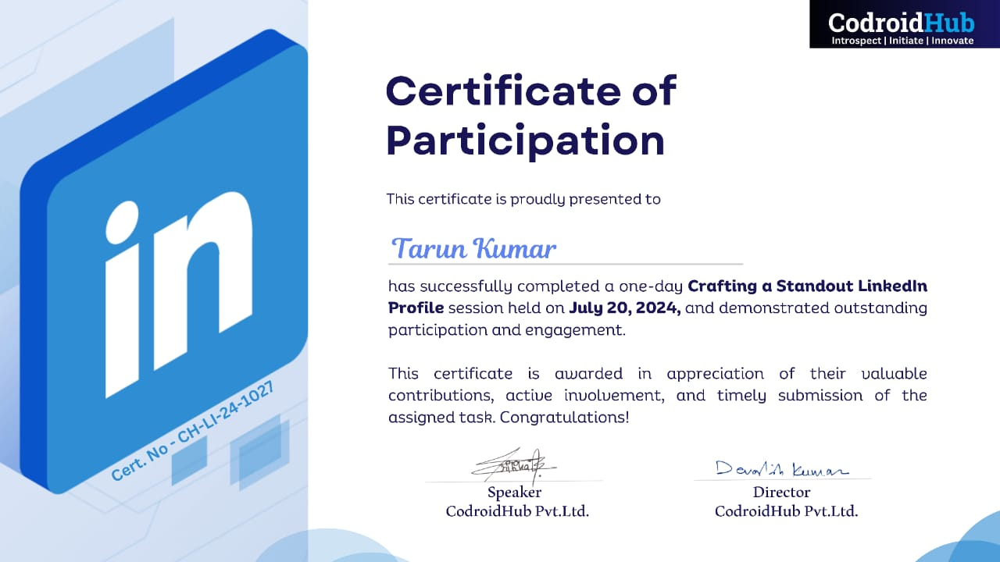 CodroidHub
Introspect | Initiate | Innovate
Certificate of
Participation
This certificate is proudly presented to
Tarun Kumar
has successfully completed a one-day Crafting a Standout LinkedIn
Profile session held on July 20, 2024, and demonstrated outstanding
participation and engagement.
This certificate is awarded in appreciation of their valuable
contributions, active involvement, and timely submission of the
assigned task. Congratulations!
in
Cert. No - CH-LI-24-1027
Kumar
Speaker
CodroidHub Pvt.Ltd.
Director
CodroidHub Pvt.Ltd.